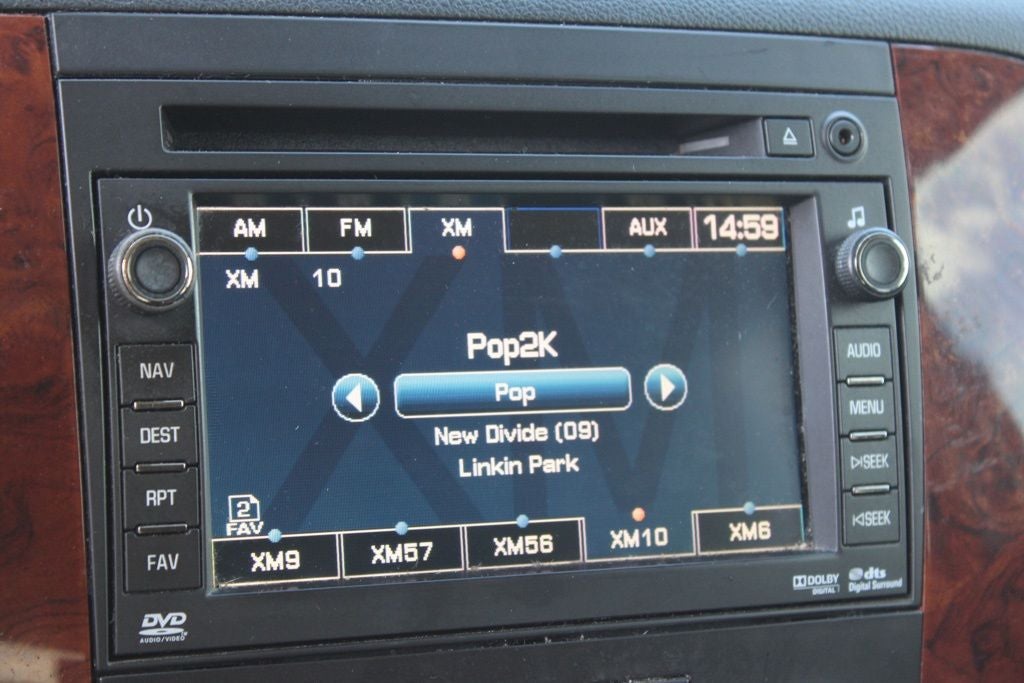 AM FM XM AUX 14:59
XM 10
Pop2K
Pop
New Divide (09)
Linkin Park
2
FAV
XM9 XM57 XM56 XM10 XM6
NAV
DEST
RPT
FAV
AUDIO
MENU
SEEK
SEEK
DVD
AUDIO/VIDEO
DOLBY
DIGITAL
dts
Digital Surround